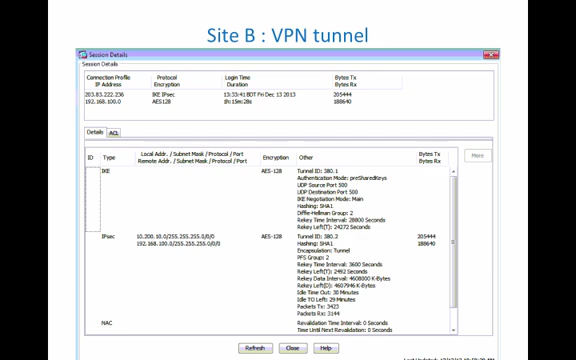 Site B : VPN tunnel
Session Details
Session Details
Connection Profile Protocol Login Time Bytes Tx
IP Address Encryption Duration Bytes Rx
203.83.222.236 IKE IPsec 13:33:41 BDT Fri Dec 13 2013 205444
192.168.100.0 AES128 1h:15m:28s 188640
Details ACL
ID Type Local Addr. / Subnet Mask / Protocol / Port Encryption Other Bytes Tx
Remote Addr. / Subnet Mask / Protocol / Port Bytes Rx
More
IKE AES-128 Tunnel ID: 380.1
Authentication Mode: preSharedKeys
UDP Source Port 500
UDP Destination Port 500
IKE Negotiation Mode: Main
Hashing: SHA1
Diffie-Hellman Group: 2
Rekey Time Interval: 28800 Seconds
Rekey Left(T): 24272 Seconds
IPsec 10.200.10.0/255.255.255.0/0/0 AES-128 Tunnel ID: 380.2 205444
192.168.100.0/255.255.255.0/0/0 Hashing: SHA1 188640
Encapsulation: Tunnel
PFS Group: 2
Rekey Time Interval: 3600 Seconds
Rekey Left(T): 2492 Seconds
Rekey Data Interval: 4608000 K-Bytes
Rekey Left(D): 4607946 K-Bytes
Idle Time Out: 30 Minutes
Idle TO Left: 29 Minutes
Packets Tx: 3423
Packets Rx: 3144
NAC Revalidation Time Interval: 0 Seconds
Time Until Next Revalidation: 0 Seconds
Refresh Close Help